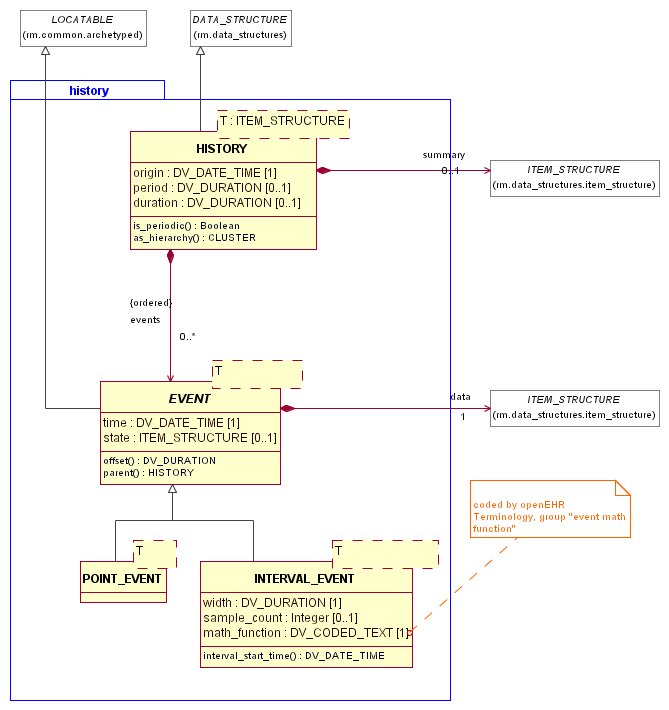 LOCATABLE
(rm.common.archetyped)
DATA_STRUCTURE
(rm.data_structures)
history
T : ITEM_STRUCTURE
HISTORY
origin : DV_DATE_TIME [1]
period : DV_DURATION [0..1]
duration : DV_DURATION [0..1]
is_periodic() : Boolean
as_hierarchy() : CLUSTER
summary
0..1
ITEM_STRUCTURE
(rm.data_structures.item_structure)
{ordered}
events
0..*
T
EVENT
time : DV_DATE_TIME [1]
state : ITEM_STRUCTURE [0..1]
offset() : DV_DURATION
parent() : HISTORY
data
1
ITEM_STRUCTURE
(rm.data_structures.item_structure)
coded by openEHR
Terminology, group "event math
function"
T
POINT_EVENT
T
INTERVAL_EVENT
width : DV_DURATION [1]
sample_count : Integer [0..1]
math_function : DV_CODED_TEXT [1]
interval_start_time() : DV_DATE_TIME